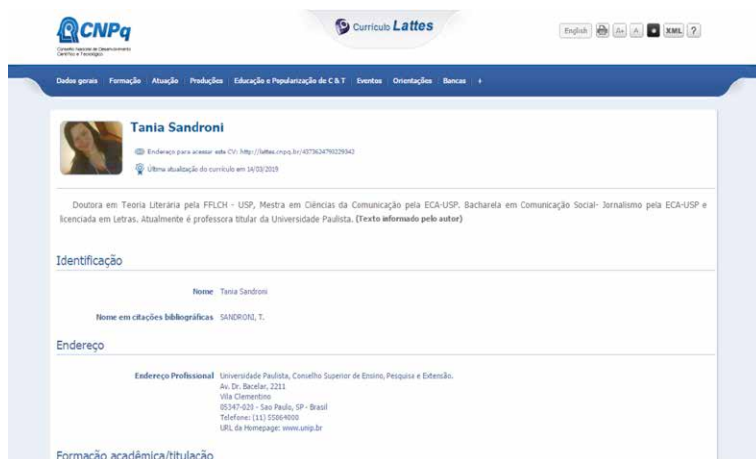 CNPq
Conselho Nacional de Desenvolvimento
Científico e Tecnológico
Currículo Lattes
English A+ A XML ?
Dados gerais Formação Atuação Produções Educação e Popularização de C & T Eventos Orientações Bancas +
Tania Sandroni
Endereço para acessar este CV: http://lattes.cnpq.br/
Última atualização do currículo em 14/03/2019
Doutora em Teoria Literária pela FFLCH - USP, Mestra em Ciências da Comunicação pela ECA-USP. Bacharela em Comunicação Social- Jornalismo pela ECA-USP e
licenciada em Letras. Atualmente é professora titular da Universidade Paulista. (Texto informado pelo autor)
Identificação
Nome Tania Sandroni
Nome em citações bibliográficas SANDRONI, T.
Endereço
Endereço Profissional Universidade Paulista, Conselho Superior de Ensino, Pesquisa e Extensão.
Av. Dr. Bacelar, 2211
Vila Clementino
05347-020 - Sao Paulo, SP - Brasil
Telefone: (11) 55864000
URL da Homepage: www.unip.br
Formação acadêmica/titulação